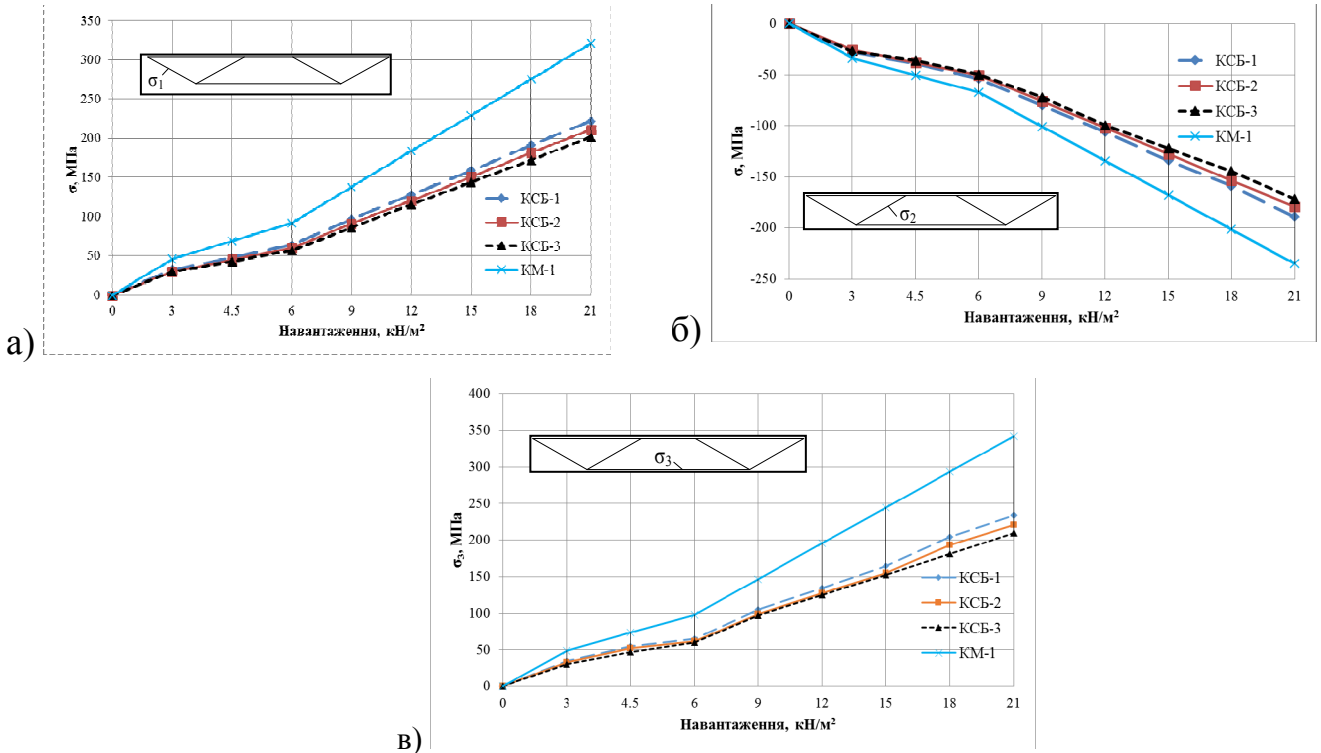 σ, МПа
350
300
250
200
150
100
50
0
σ1
КСБ-1
КСБ-2
КСБ-3
КМ-1
0 3 4.5 6 9 12 15 18 21
Навантаження, кН/м²
а)
σ, МПа
0
-50
-100
-150
-200
-250
КСБ-1
КСБ-2
КСБ-3
КМ-1
σ2
0 3 4.5 6 9 12 15 18 21
Навантаження, кН/м²
б)
σ3, МПа
400
350
300
250
200
150
100
50
0
σ3
КСБ-1
КСБ-2
КСБ-3
КМ-1
0 3 4.5 6 9 12 15 18 21
Навантаження, кН/м²
в)